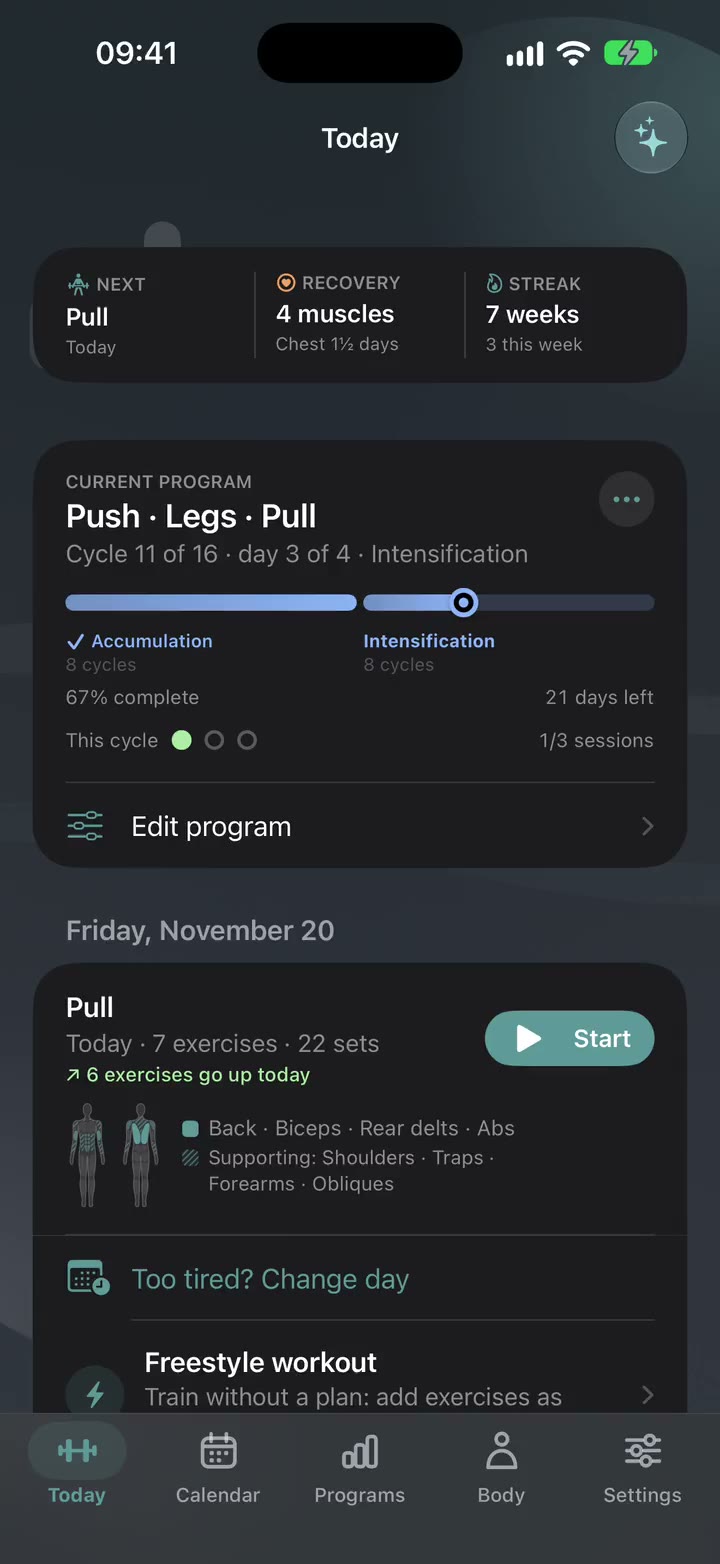 09:41
Today
NEXT
Pull
Today
RECOVERY
4 muscles
Chest 1½ days
STREAK
7 weeks
3 this week
CURRENT PROGRAM
Push · Legs · Pull
Cycle 11 of 16 · day 3 of 4 · Intensification
Accumulation
8 cycles
Intensification
8 cycles
67% complete
21 days left
This cycle
1/3 sessions
Edit program
Friday, November 20
Pull
Today · 7 exercises · 22 sets
↗ 6 exercises go up today
Start
Back · Biceps · Rear delts · Abs
Supporting: Shoulders · Traps ·
Forearms · Obliques
Too tired? Change day
Freestyle workout
Train without a plan: add exercises as
Today
Calendar
Programs
Body
Settings